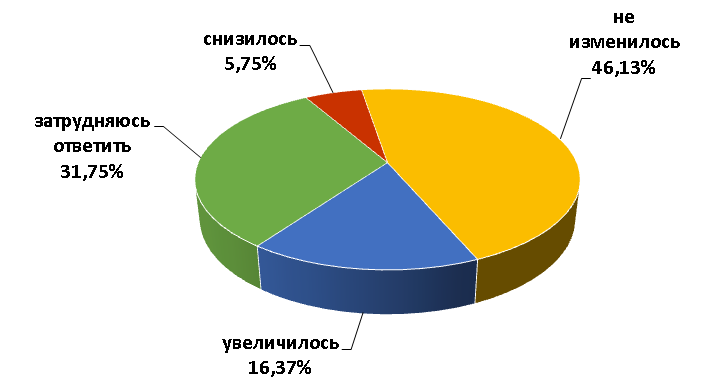 не
изменилось
46,13%
снизилось
5,75%
затрудняюсь
ответить
31,75%
увеличилось
16,37%